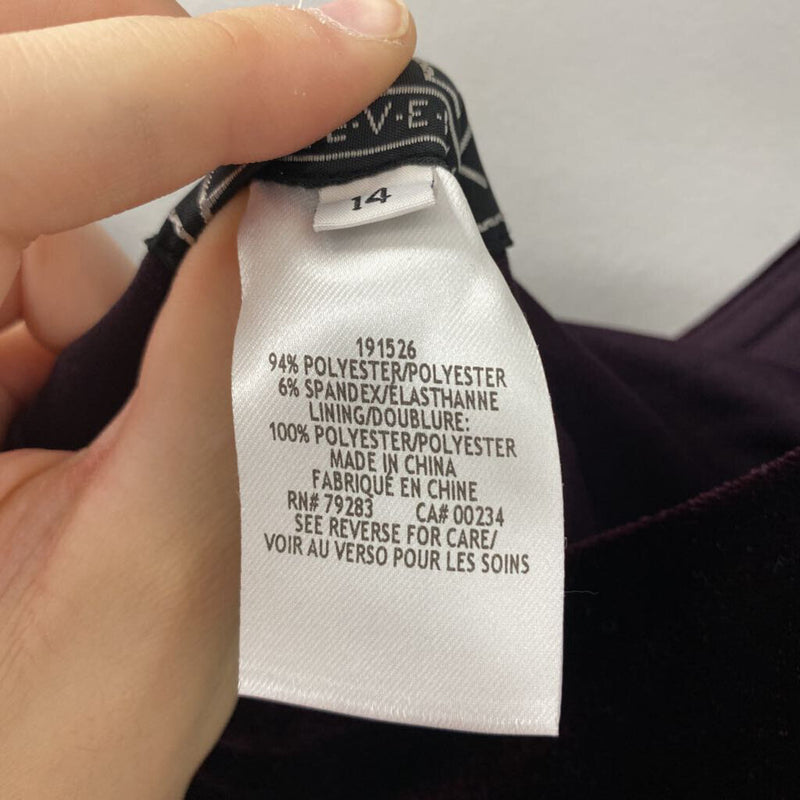 E·V·E
14
191526
94% POLYESTER/POLYESTER
6% SPANDEX/ÉLASTHANNE
LINING/DOUBLURE:
100% POLYESTER/POLYESTER
MADE IN CHINA
FABRIQUÉ EN CHINE
RN# 79283 CA# 00234
SEE REVERSE FOR CARE/
VOIR AU VERSO POUR LES SOINS